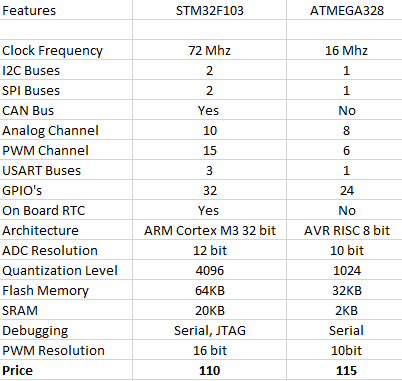 Features STM32F103 ATMEGA328
Clock Frequency 72 Mhz 16 Mhz
I2C Buses 2 1
SPI Buses 2 1
CAN Bus Yes No
Analog Channel 10 8
PWM Channel 15 6
USART Buses 3 1
GPIO's 32 24
On Board RTC Yes No
Architecture ARM Cortex M3 32 bit AVR RISC 8 bit
ADC Resolution 12 bit 10 bit
Quantization Level 4096 1024
Flash Memory 64KB 32KB
SRAM 20KB 2KB
Debugging Serial, JTAG Serial
PWM Resolution 16 bit 10bit
Price 110 115